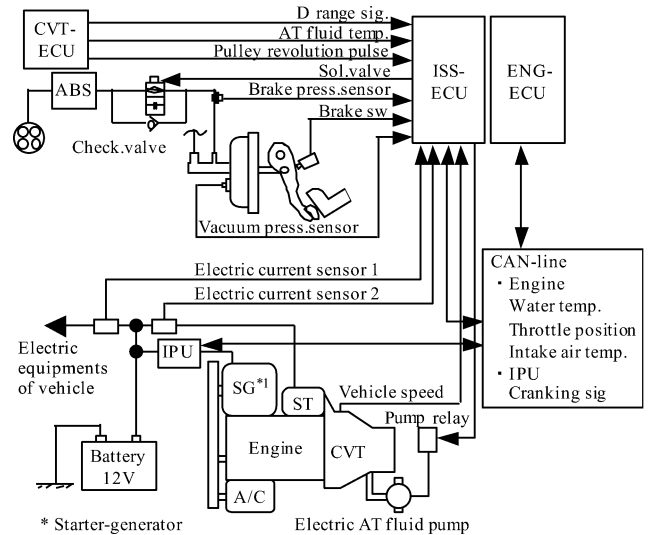 D range sig.
CVT-
ECU
AT fluid temp.
Pulley revolution pulse
Sol.valve
ISS-
ECU
ENG-
ECU
ABS
Brake press.sensor
Brake sw
Check.valve
Vacuum press.sensor
Electric current sensor 1
Electric current sensor 2
CAN-line
・Engine
Water temp.
Throttle position
Intake air temp.
・IPU
Cranking sig
Electric
equipments
of vehicle
IPU
SG*1
ST
Vehicle speed
Pump relay
Engine
CVT
Battery
12V
A/C
* Starter-generator
Electric AT fluid pump